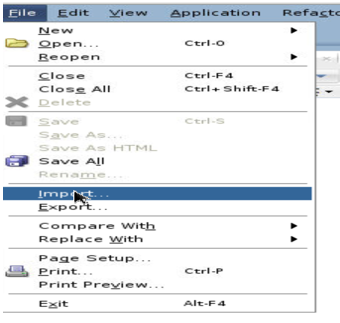 File Edit View Application Refacto
New
Open... Ctrl-O
Reopen
Close Ctrl-F4
Close All Ctrl+Shift-F4
Delete
Save Ctrl-S
Save As...
Save As HTML
Save All
Rename...
Import...
Export...
Compare With
Replace With
Page Setup...
Print... Ctrl-P
Print Preview...
Exit Alt-F4